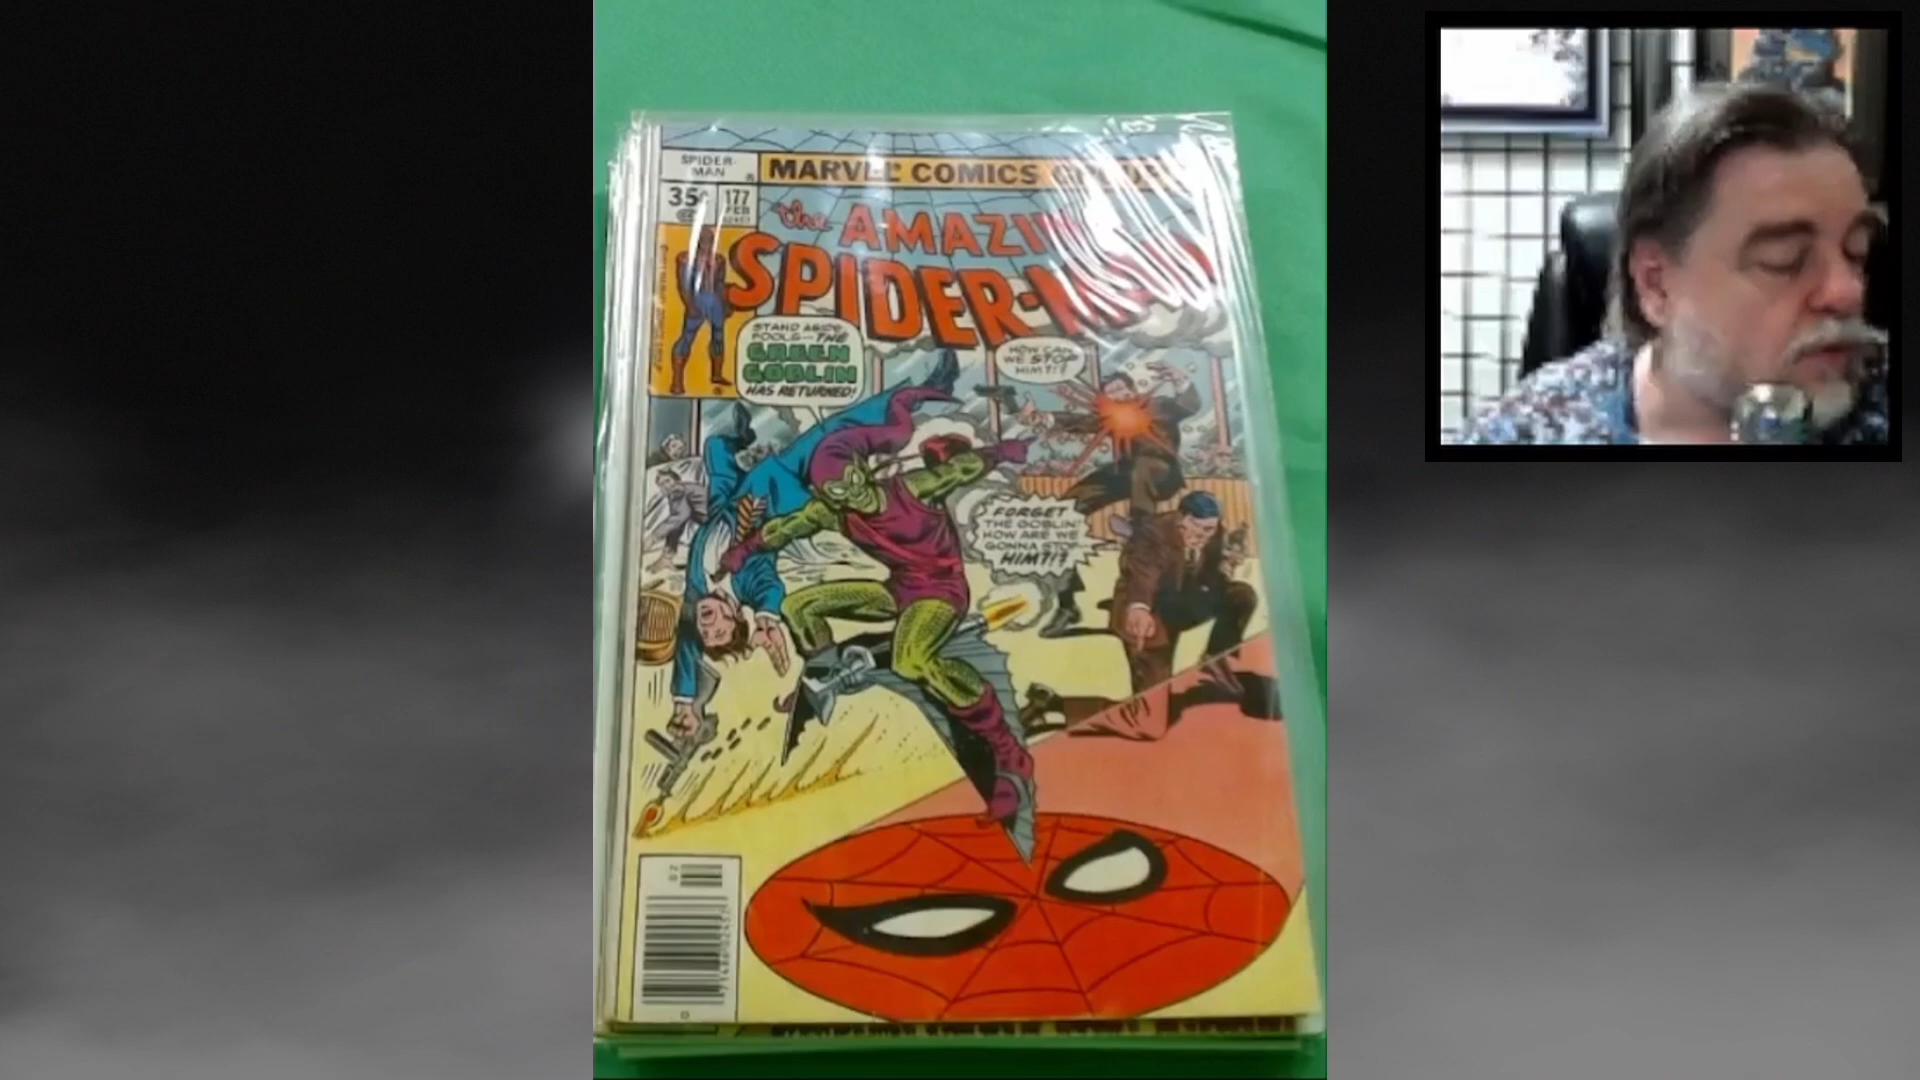 SPIDER-
MAN ®
MARVEL COMICS
35¢ 177
FEB
the AMAZING
SPIDER-MAN
STAND ASIDE
FOOLS--THE
GREEN
GOBLIN
HAS RETURNED!
HOW CAN
WE STOP
HIM?!?
FORGET
THE GOBLIN!
HOW ARE WE
GONNA STOP--
HIM?!?
02